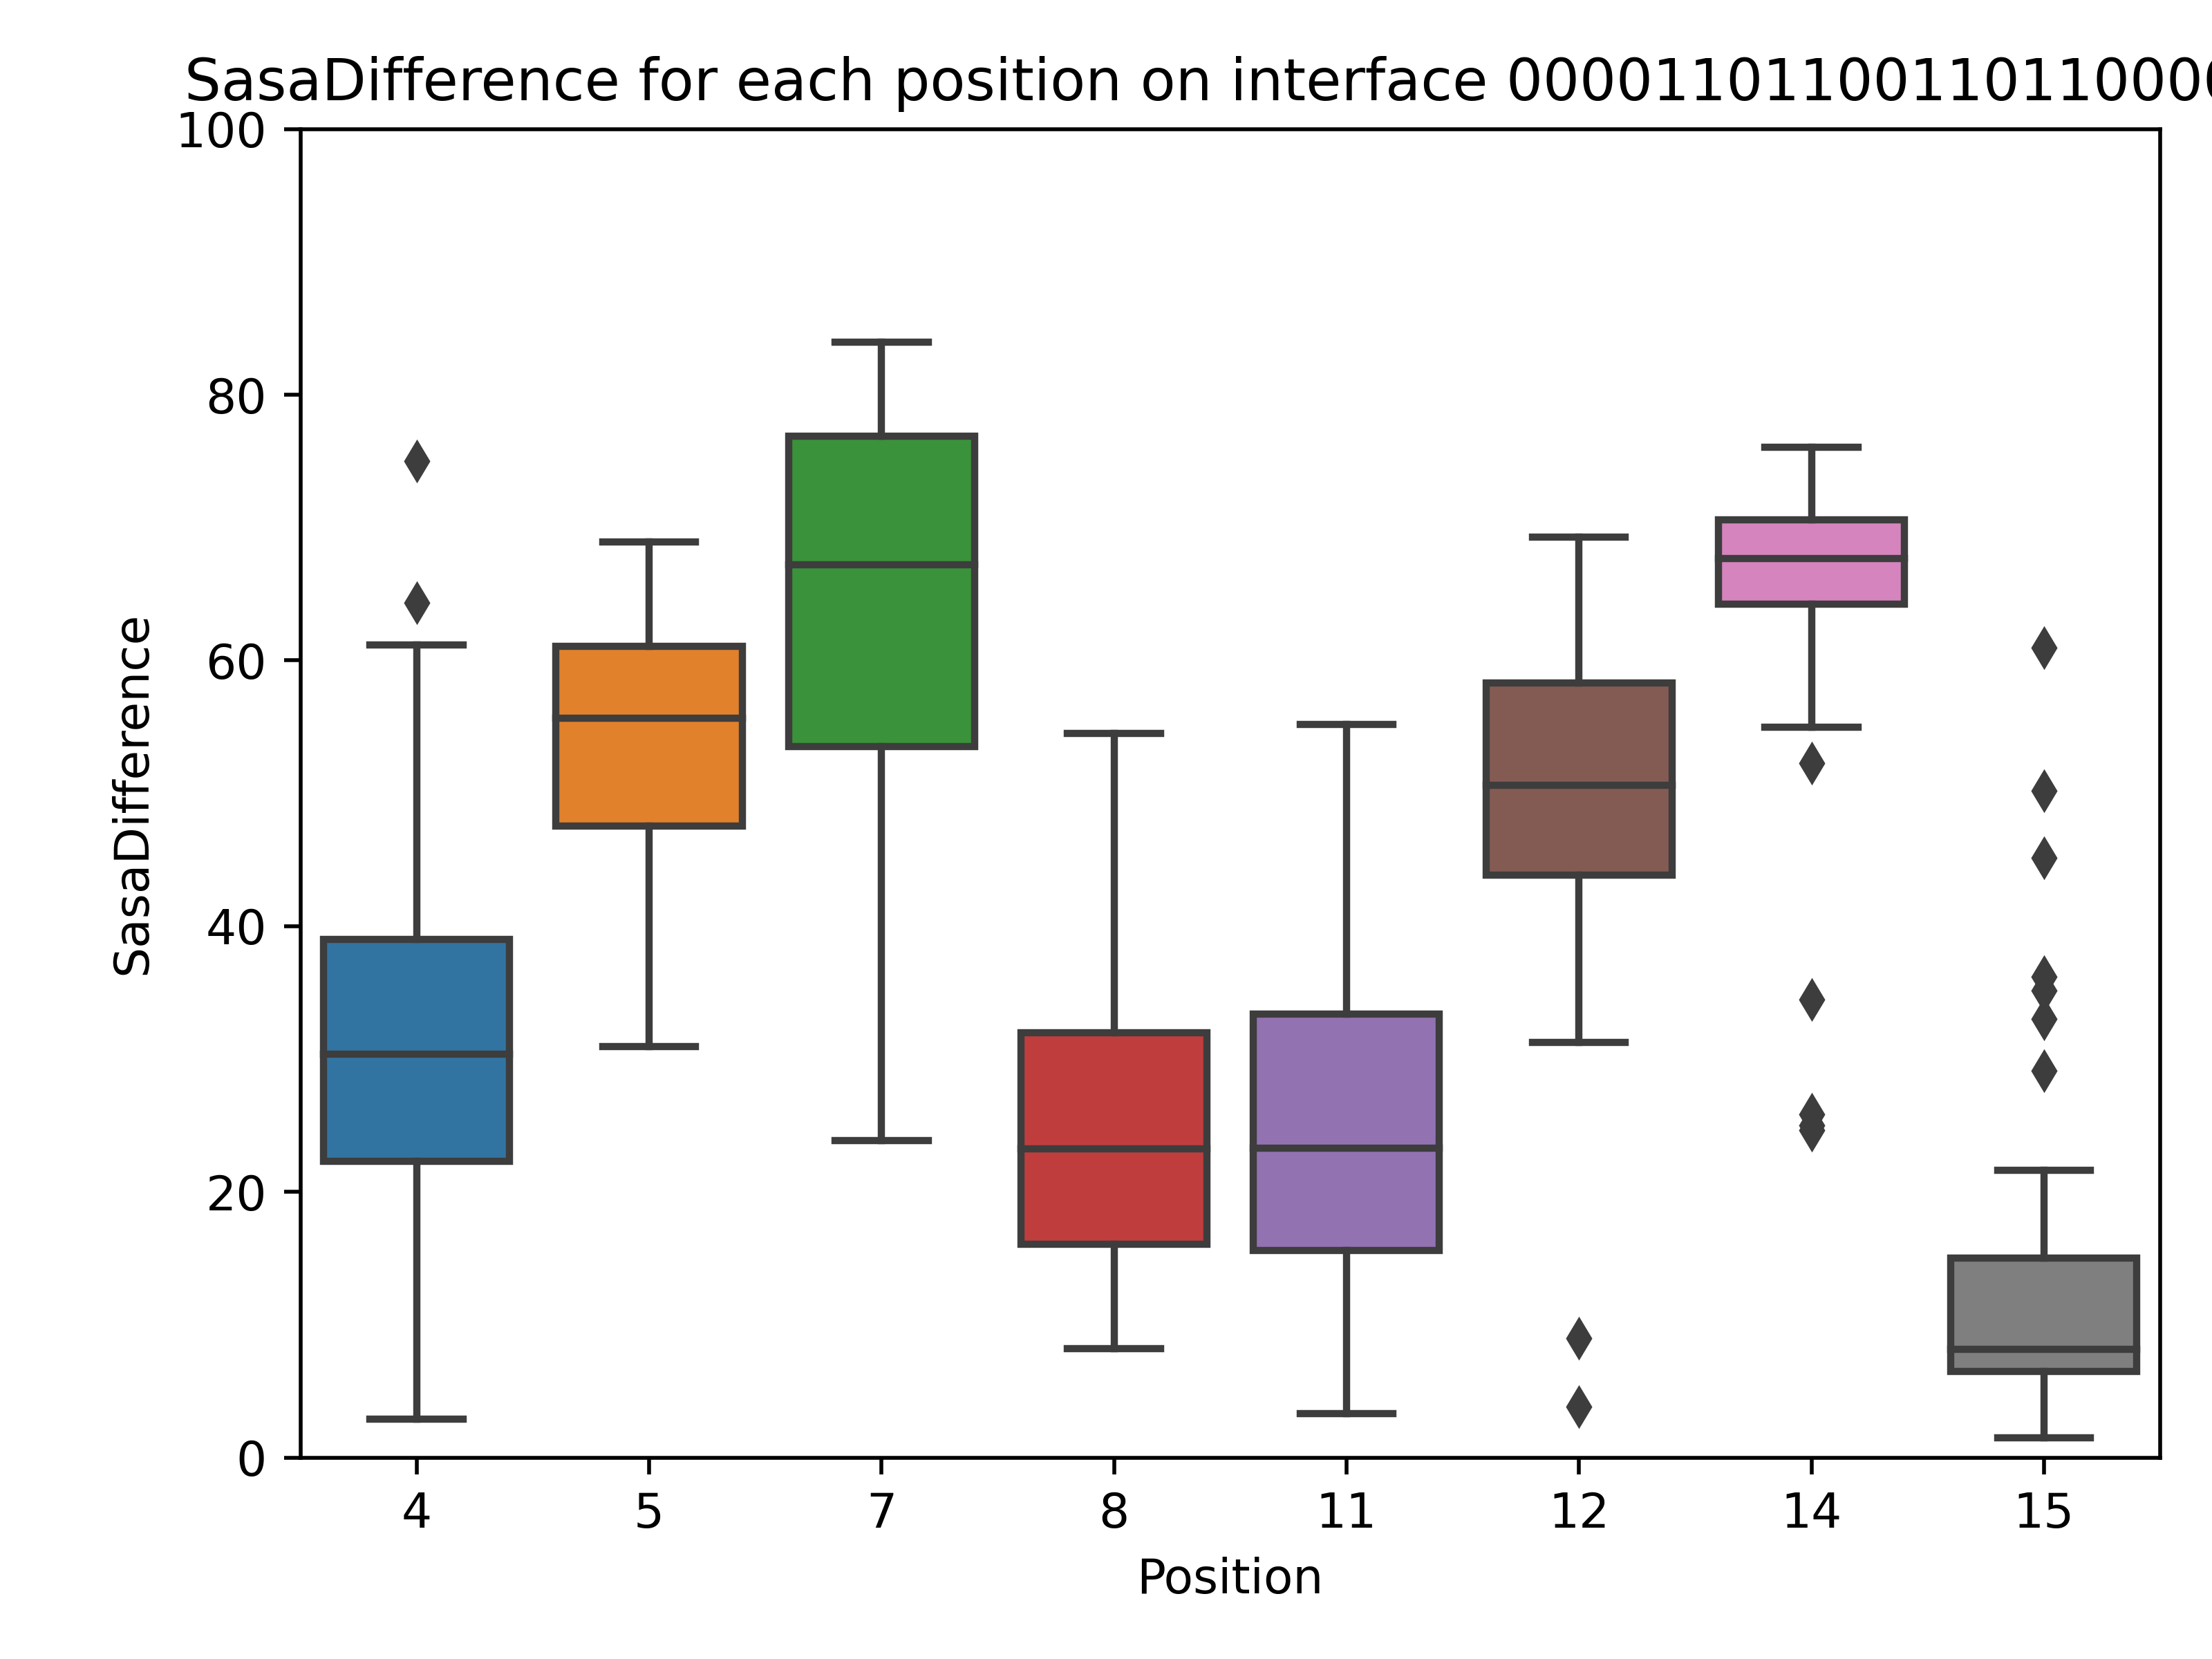 SasaDifference for each position on interface 0000110110011011000
100
80
60
40
20
0
SasaDifference
4 5 7 8 11 12 14 15
Position